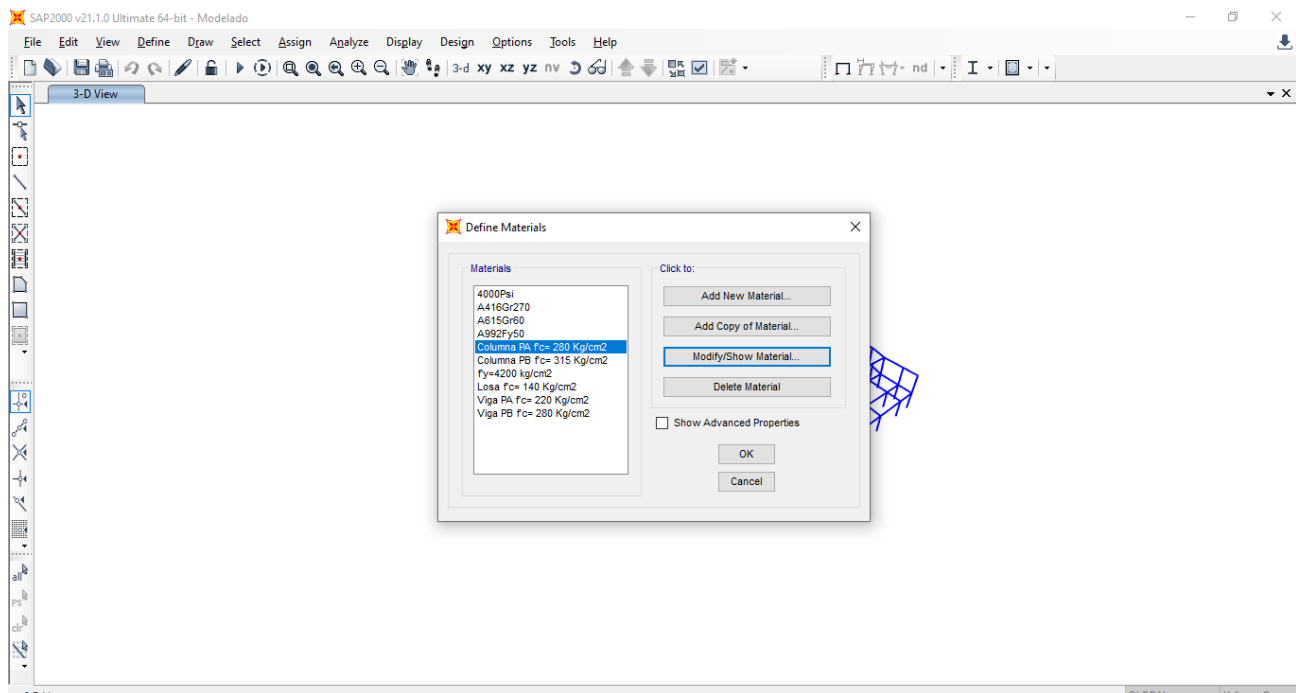 SAP2000 v21.1.0 Ultimate 64-bit - Modelado
File Edit View Define Draw Select Assign Analyze Display Design Options Tools Help
3-d xy xz yz nv nd
3-D View
Define Materials
Materials
4000Psi
A416Gr270
A615Gr60
A992Fy50
Columna PA f'c= 280 Kg/cm2
Columna PB f'c= 315 Kg/cm2
fy=4200 kg/cm2
Losa f'c= 140 Kg/cm2
Viga PA f'c= 220 Kg/cm2
Viga PB f'c= 280 Kg/cm2
Click to:
Add New Material...
Add Copy of Material...
Modify/Show Material...
Delete Material
Show Advanced Properties
OK
Cancel
all
PS
clr